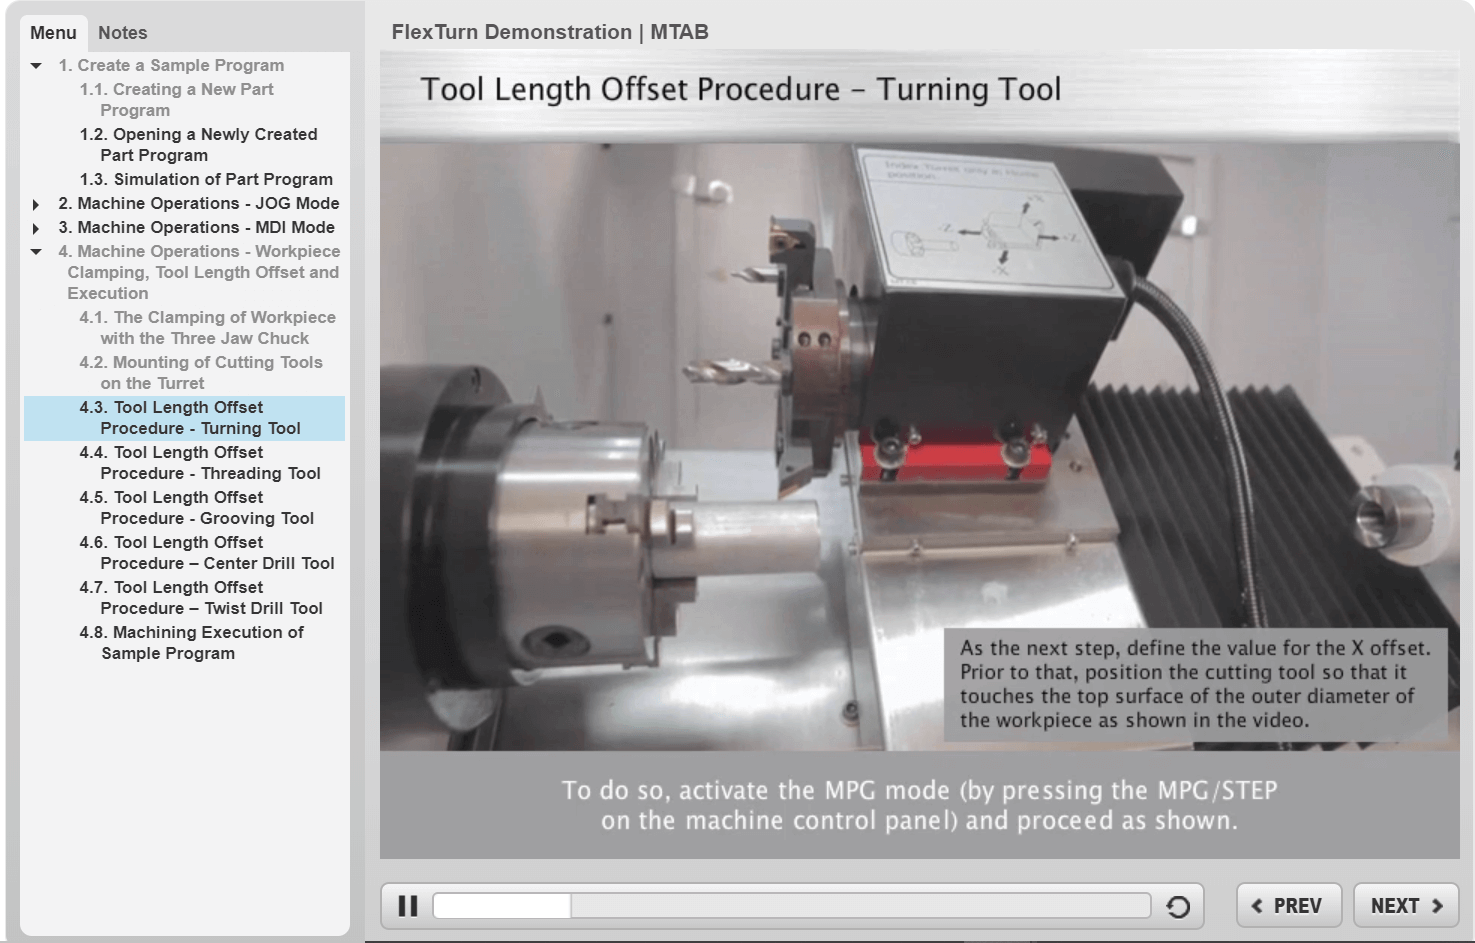 Menu
Notes
FlexTurn Demonstration | MTAB
1. Create a Sample Program
1.1. Creating a New Part
Program
1.2. Opening a Newly Created
Part Program
1.3. Simulation of Part Program
2. Machine Operations - JOG Mode
3. Machine Operations - MDI Mode
4. Machine Operations - Workpiece
Clamping, Tool Length Offset and
Execution
4.1. The Clamping of Workpiece
with the Three Jaw Chuck
4.2. Mounting of Cutting Tools
on the Turret
4.3. Tool Length Offset
Procedure - Turning Tool
4.4. Tool Length Offset
Procedure - Threading Tool
4.5. Tool Length Offset
Procedure - Grooving Tool
4.6. Tool Length Offset
Procedure – Center Drill Tool
4.7. Tool Length Offset
Procedure – Twist Drill Tool
4.8. Machining Execution of
Sample Program
Tool Length Offset Procedure – Turning Tool
Index Turret only in Home
position
-Z
+Z
-X
As the next step, define the value for the X offset.
Prior to that, position the cutting tool so that it
touches the top surface of the outer diameter of
the workpiece as shown in the video.
To do so, activate the MPG mode (by pressing the MPG/STEP
on the machine control panel) and proceed as shown.
PREV
NEXT